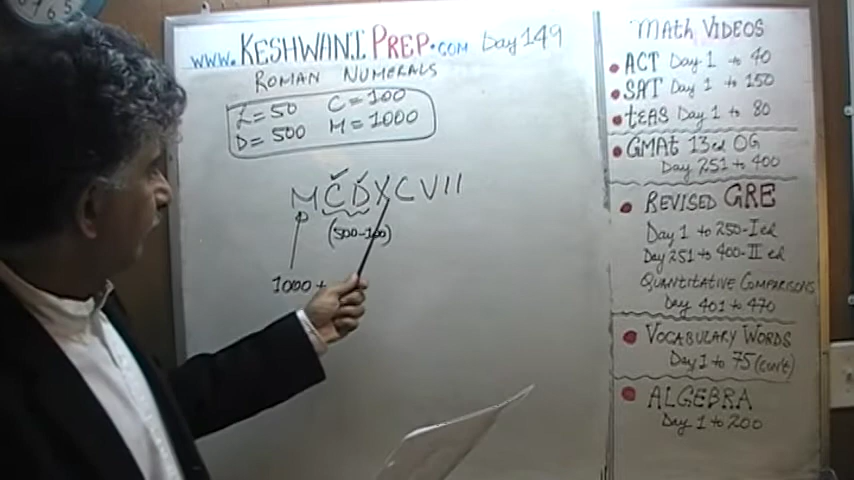 www.KESHWANI PREP.com Day 149
ROMAN NUMERALS
L=50 C=100
D=500 M=1000
MCDXCVII
(500-100)
1000+
MATH VIDEOS
ACT Day 1 to 40
SAT Day 1 to 150
tEAS Day 1 to 80
GMAt 13ed OG
Day 251 to 400
REVISED GRE
Day 1 to 250-I ed
Day 251 to 400-II ed
QUANTITATIVE COMPARISONS
Day 401 to 470
VOCABULARY WORDS
Day 1 to 75 (con't)
ALGEBRA
Day 1 to 200